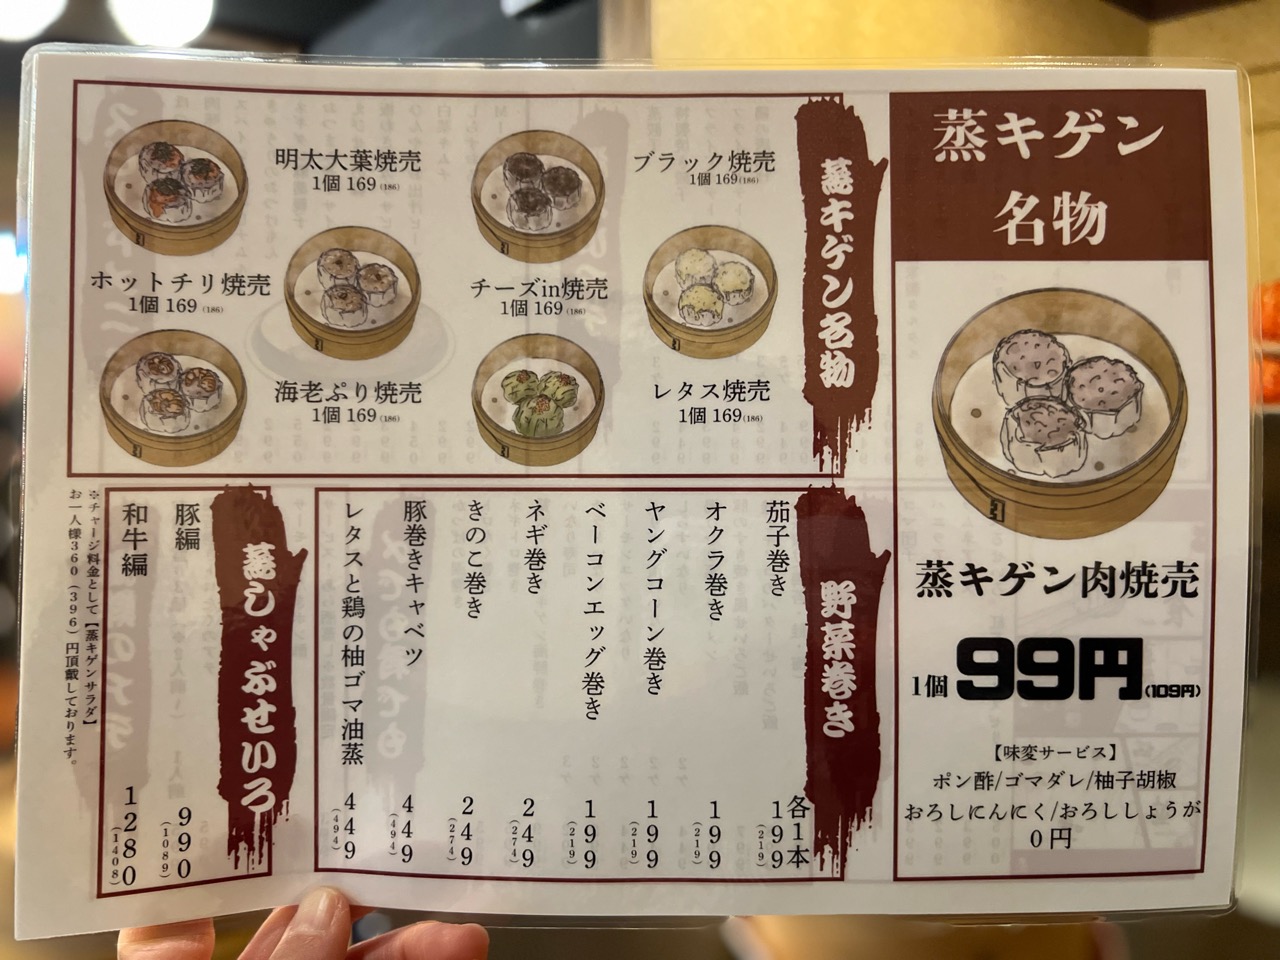 蒸キゲン
名物
蒸キゲン肉焼売
1個 99円(109円)
【味変サービス】
ポン酢/ゴマダレ/柚子胡椒
おろしにんにく/おろししょうが
0円
蒸キゲン名物
ブラック焼売
1個 169(186)
チーズin焼売
1個 169(186)
レタス焼売
1個 169(186)
明太大葉焼売
1個 169(186)
ホットチリ焼売
1個 169(186)
海老ぷり焼売
1個 169(186)
野菜巻き
各1本
茄子巻き 199(219)
オクラ巻き 199(219)
ヤングコーン巻き 199(219)
ベーコンエッグ巻き 199(219)
ネギ巻き 249(274)
きのこ巻き 249(274)
豚巻きキャベツ 449(494)
レタスと鶏の柚ゴマ油蒸 449(494)
蒸しゃぶせいろ
豚編 990(1089)
和牛編 1280(1408)
※チャージ料金として【蒸キゲンサラダ】
お一人様360(396)円頂戴しております。